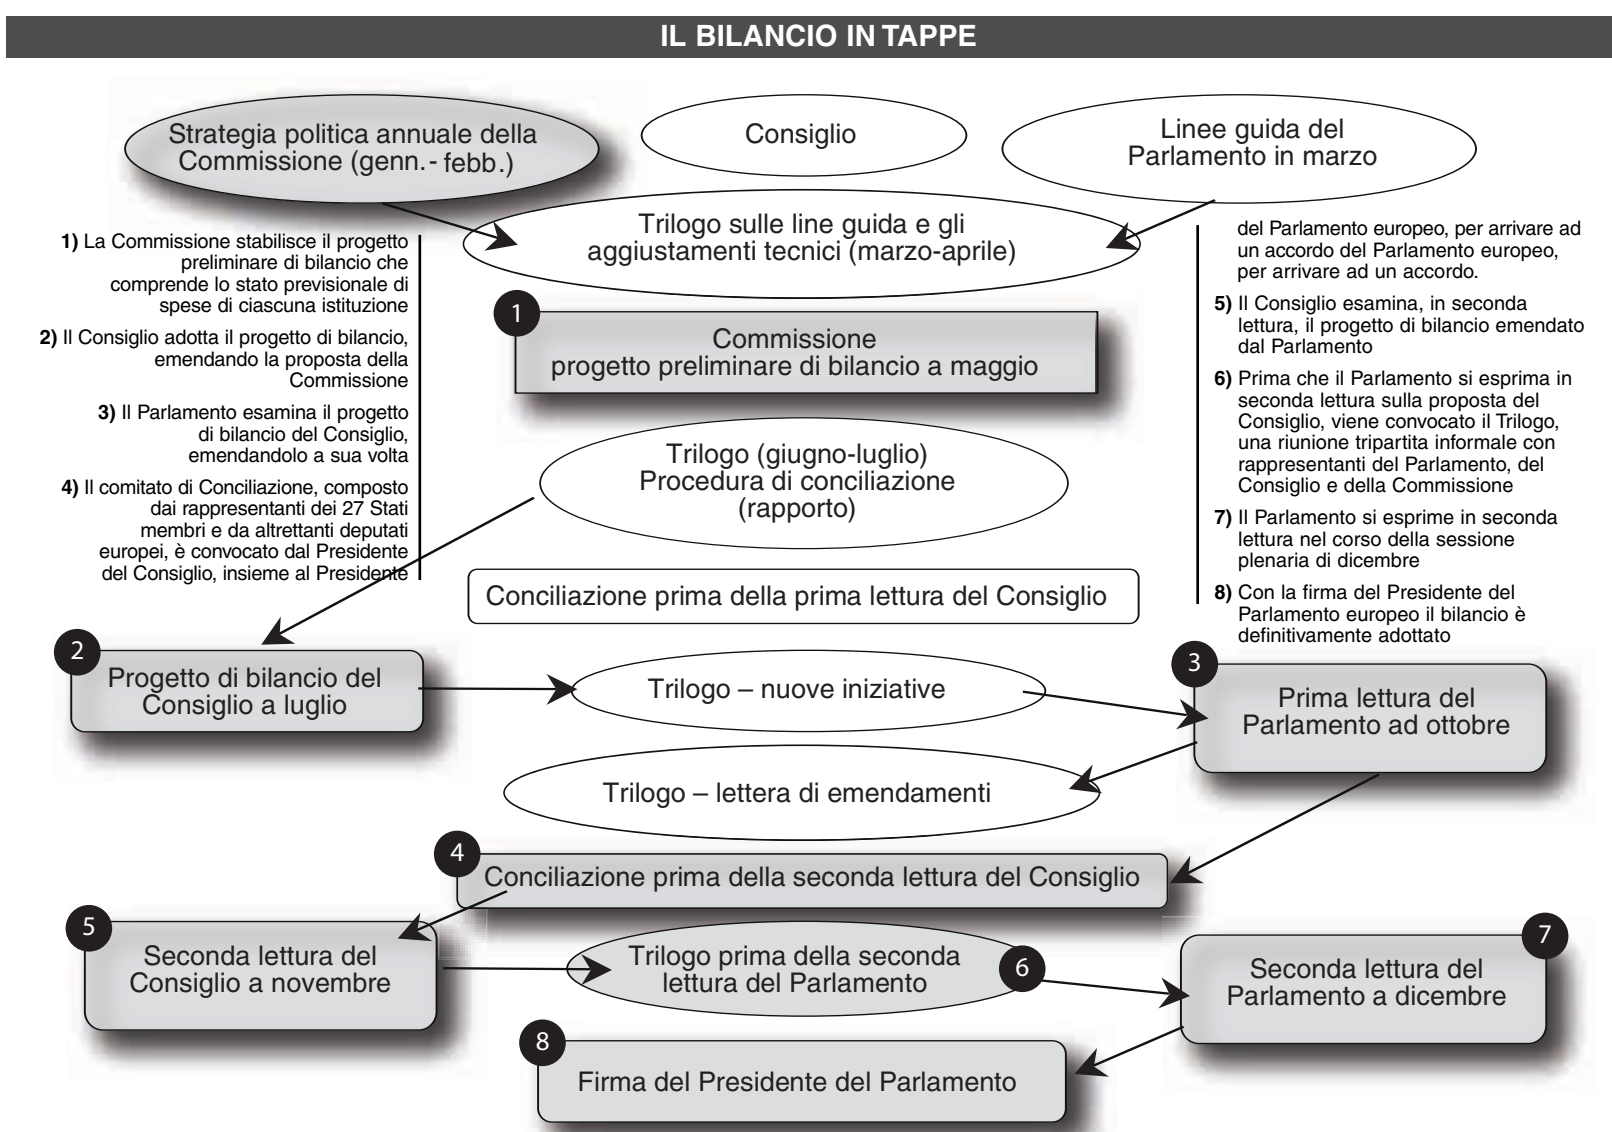 IL BILANCIO IN TAPPE
Strategia politica annuale della
Commissione (genn.- febb.)
Consiglio
Linee guida del
Parlamento in marzo
Trilogo sulle line guida e gli
aggiustamenti tecnici (marzo-aprile)
1) La Commissione stabilisce il progetto
preliminare di bilancio che
comprende lo stato previsionale di
spese di ciascuna istituzione
2) Il Consiglio adotta il progetto di bilancio,
emendando la proposta della
Commissione
3) Il Parlamento esamina il progetto
di bilancio del Consiglio,
emendandolo a sua volta
4) Il comitato di Conciliazione, composto
dai rappresentanti dei 27 Stati
membri e da altrettanti deputati
europei, è convocato dal Presidente
del Consiglio, insieme al Presidente
del Parlamento europeo, per arrivare ad
un accordo del Parlamento europeo,
per arrivare ad un accordo.
5) Il Consiglio esamina, in seconda
lettura, il progetto di bilancio emendato
dal Parlamento
6) Prima che il Parlamento si esprima in
seconda lettura sulla proposta del
Consiglio, viene convocato il Trilogo,
una riunione tripartita informale con
rappresentanti del Parlamento, del
Consiglio e della Commissione
7) Il Parlamento si esprime in seconda
lettura nel corso della sessione
plenaria di dicembre
8) Con la firma del Presidente del
Parlamento europeo il bilancio è
definitivamente adottato
1
Commissione
progetto preliminare di bilancio a maggio
Trilogo (giugno-luglio)
Procedura di conciliazione
(rapporto)
Conciliazione prima della prima lettura del Consiglio
2
Progetto di bilancio del
Consiglio a luglio
Trilogo – nuove iniziative
3
Prima lettura del
Parlamento ad ottobre
Trilogo – lettera di emendamenti
4
Conciliazione prima della seconda lettura del Consiglio
5
Seconda lettura del
Consiglio a novembre
Trilogo prima della seconda
lettura del Parlamento
6
7
Seconda lettura del
Parlamento a dicembre
8
Firma del Presidente del Parlamento